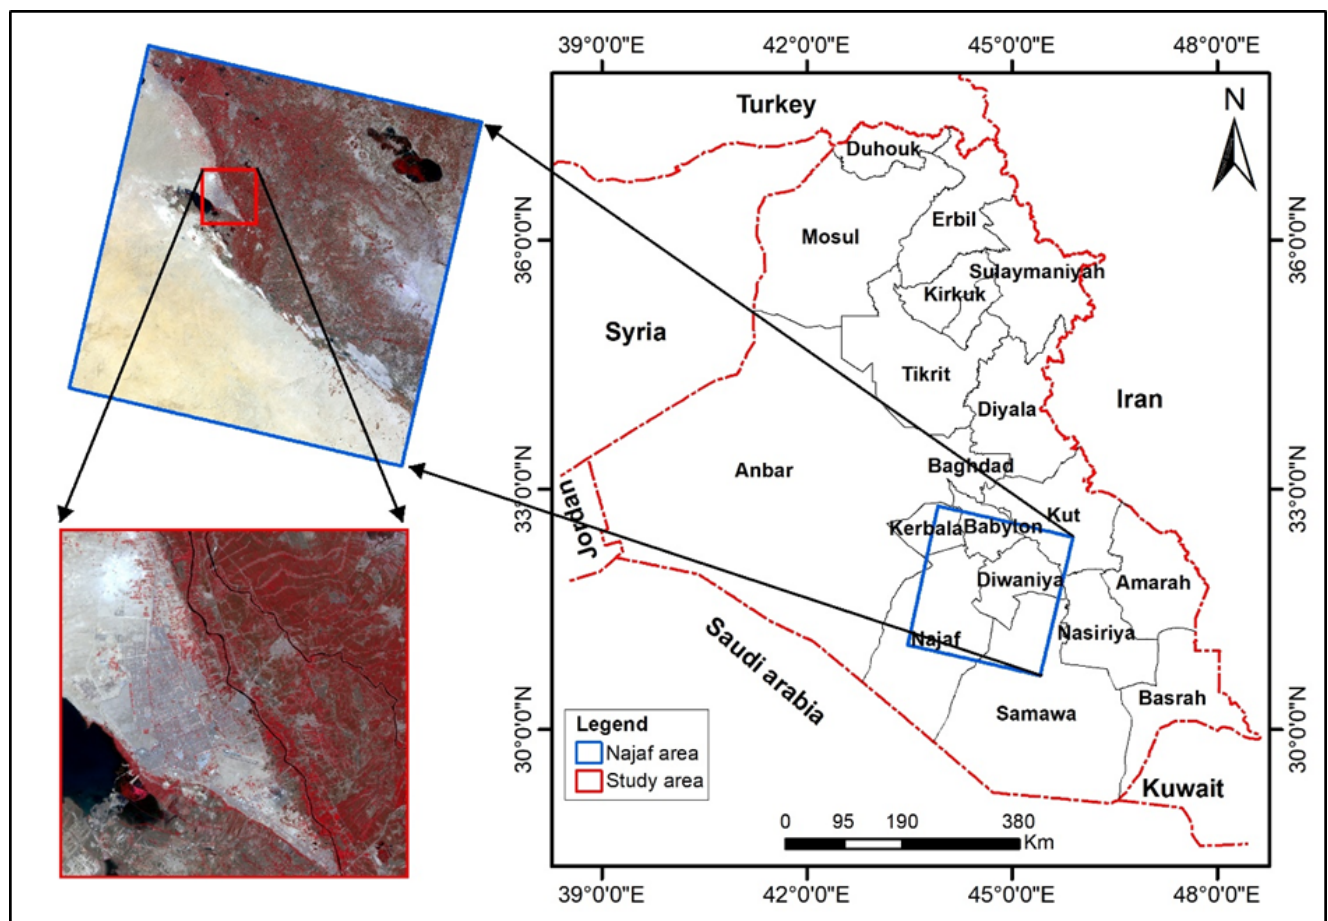 39°0'0"E 42°0'0"E 45°0'0"E 48°0'0"E
N
Turkey
Duhouk
Erbil
Mosul
36°0'0"N
36°0'0"N
Sulaymaniyah
Kirkuk
Syria
Tikrit
Iran
Diyala
Baghdad
Anbar
33°0'0"N
33°0'0"N
Jordan
Kut
Kerbala
Babylon
Diwaniya
Amarah
Najaf
Nasiriya
Saudi arabia
Basrah
Samawa
30°0'0"N
30°0'0"N
Legend
Najaf area
Study area
Kuwait
0 95 190 380
Km
39°0'0"E 42°0'0"E 45°0'0"E 48°0'0"E